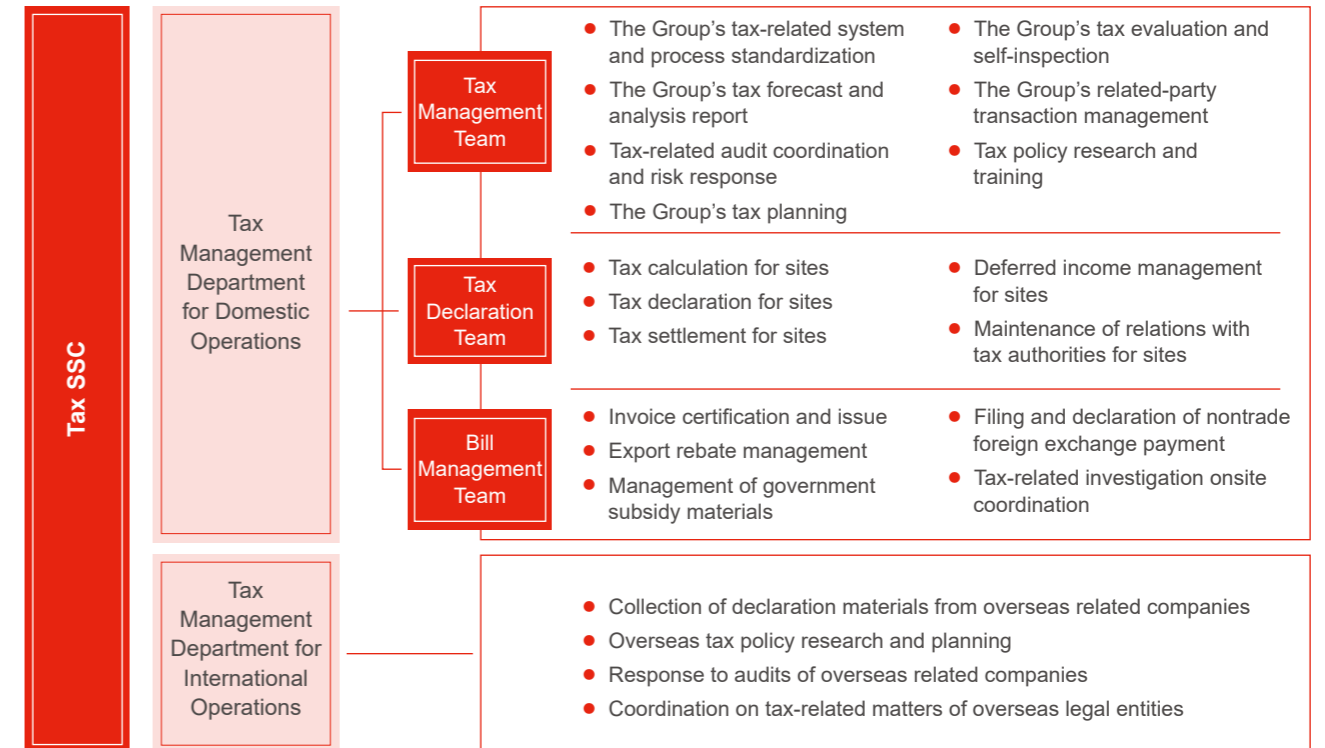 Tax SSC
Tax
Management
Department
for Domestic
Operations
Tax
Management
Team
The Group’s tax-related system
and process standardization
The Group’s tax forecast and
analysis report
Tax-related audit coordination
and risk response
The Group’s tax planning
The Group’s tax evaluation and
self-inspection
The Group’s related-party
transaction management
Tax policy research and
training
Tax
Declaration
Team
Tax calculation for sites
Tax declaration for sites
Tax settlement for sites
Deferred income management
for sites
Maintenance of relations with
tax authorities for sites
Bill
Management
Team
Invoice certification and issue
Export rebate management
Management of government
subsidy materials
Filing and declaration of nontrade
foreign exchange payment
Tax-related investigation onsite
coordination
Tax
Management
Department for
International
Operations
Collection of declaration materials from overseas related companies
Overseas tax policy research and planning
Response to audits of overseas related companies
Coordination on tax-related matters of overseas legal entities